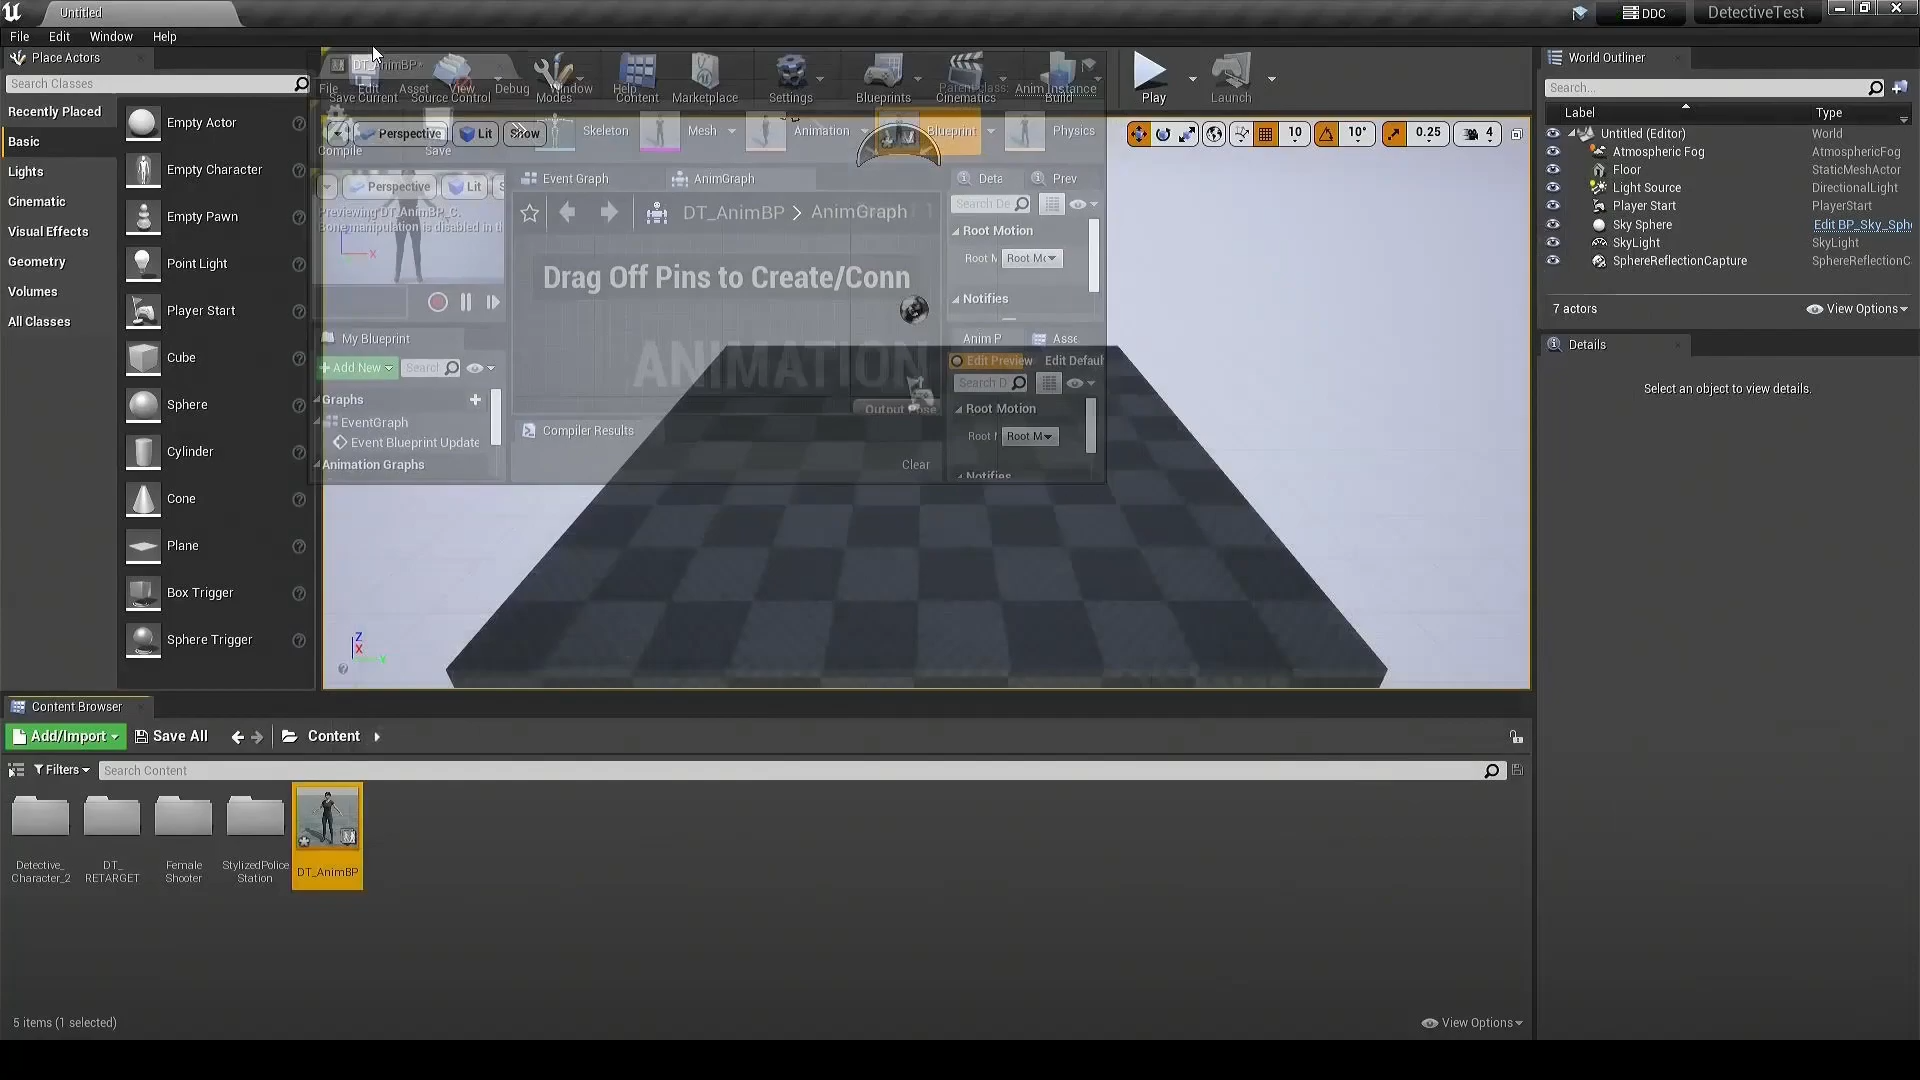 Untitled
DDC
DetectiveTest
File
Edit
Window
Help
Place Actors
Search Classes
Recently Placed
Basic
Lights
Cinematic
Visual Effects
Geometry
Volumes
All Classes
Empty Actor
Empty Character
Empty Pawn
Point Light
Player Start
Cube
Sphere
Cylinder
Cone
Plane
Box Trigger
Sphere Trigger
DT_AnimBP*
File
Edit
Asset
View
Debug
Window
Help
Save Current
Source Control
Modes
Content
Marketplace
Settings
Blueprints
Cinematics
Build
Parent class:
Anim Instance
Play
Launch
Perspective
Lit
Show
Compile
Save
Skeleton
Mesh
Animation
Blueprint
Physics
10
10°
0.25
4
Perspective
Lit
S
Previewing DT_AnimBP_C.
Bone manipulation is disabled in th
X
Event Graph
AnimGraph
DT_AnimBP > AnimGraph
Drag Off Pins to Create/Conn
ANIMATION
Output Pose
Deta
Prev
Search De
Root Motion
Root M
Root Mo
Notifies
My Blueprint
+ Add New
Search
Graphs
EventGraph
Event Blueprint Update
Animation Graphs
Compiler Results
Clear
Anim P
Asse
Edit Preview
Edit Defaul
Search D
Root Motion
Root M
Root M
Notifies
Z
X
Y
World Outliner
Search...
Label
Type
Untitled (Editor)
World
Atmospheric Fog
AtmosphericFog
Floor
StaticMeshActor
Light Source
DirectionalLight
Player Start
PlayerStart
Sky Sphere
Edit BP_Sky_Sph
SkyLight
SkyLight
SphereReflectionCapture
SphereReflectionC
7 actors
View Options
Details
Select an object to view details.
Content Browser
Add/Import
Save All
Content
Filters
Search Content
Detective_
Character_2
DT_
RETARGET
Female
Shooter
StylizedPolice
Station
DT_AnimBP
5 items (1 selected)
View Options